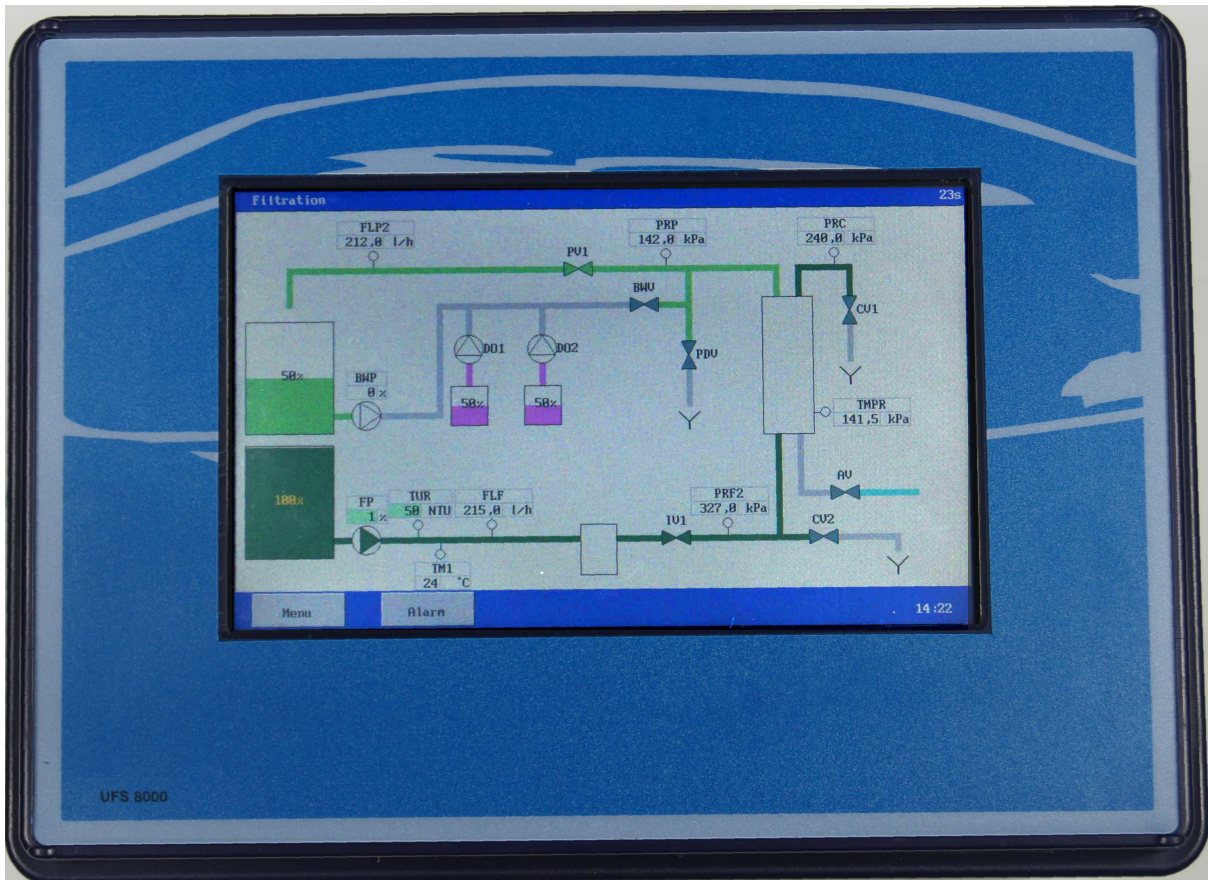 Filtration
23s
FLP2
212,0 l/h
PRP
142,0 kPa
PRC
240,0 kPa
PV1
BWV
CV1
DO1
DO2
PDV
50%
BWP
0 %
50%
50%
TMPR
141,5 kPa
100%
AV
FP
1 %
TUR
50 NTU
FLF
215,0 l/h
PRF2
327,0 kPa
IV1
CV2
TM1
24 °C
Menu
Alarm
14:22
UFS 8000